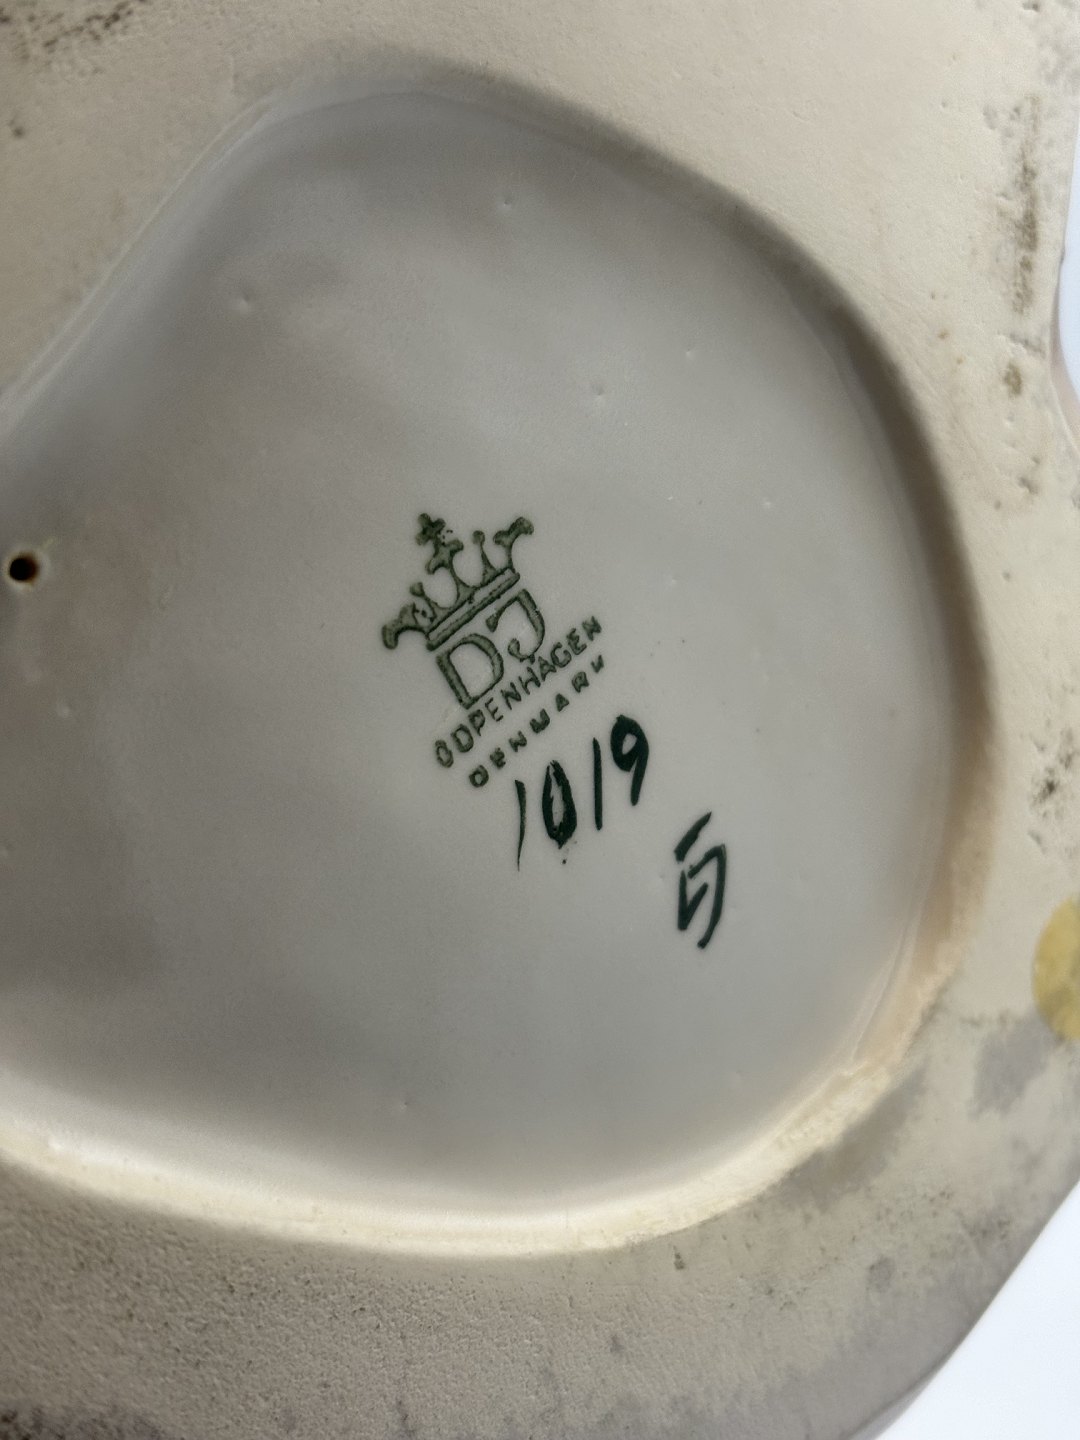 DJ
COPENHAGEN
DENMARK
1019